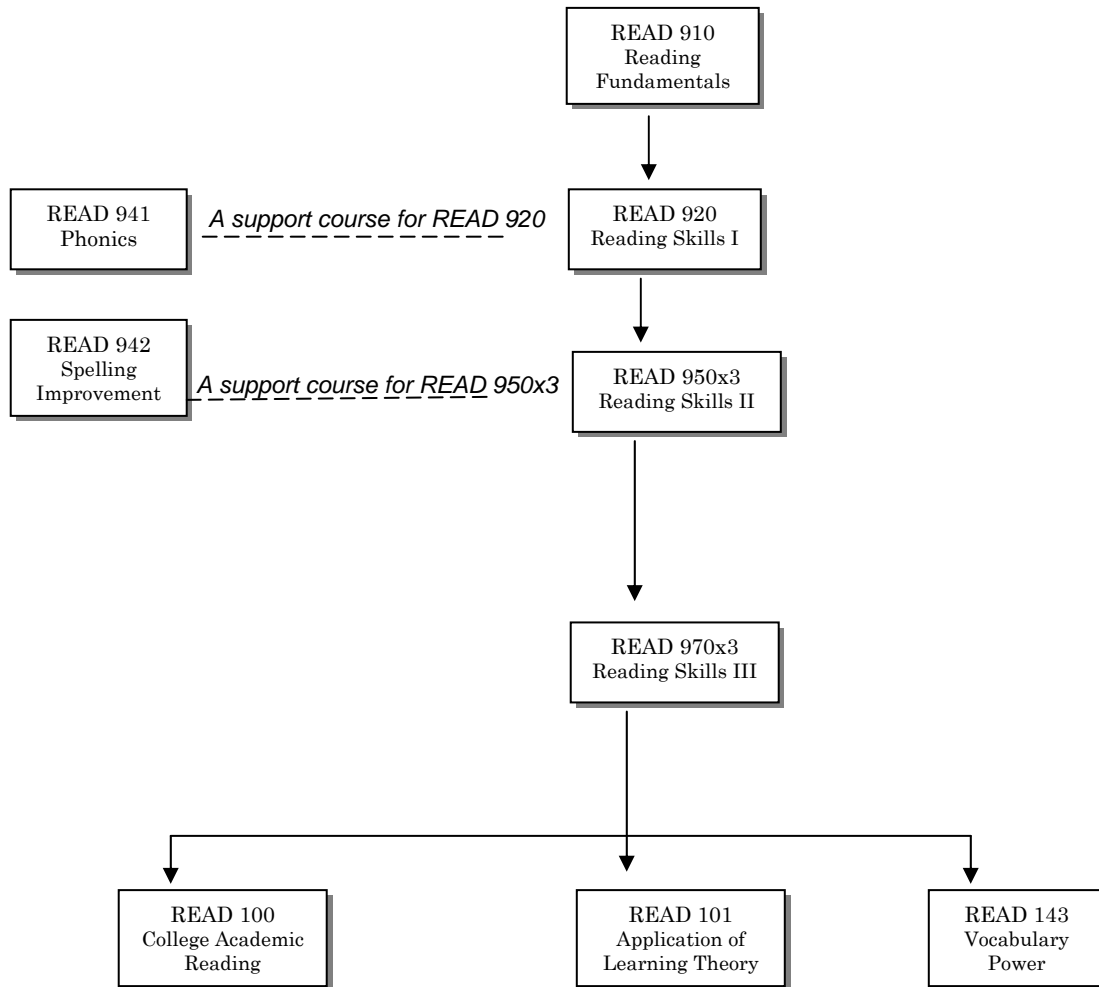 READ 910
Reading
Fundamentals
READ 941
Phonics
A support course for READ 920
READ 920
Reading Skills I
READ 942
Spelling
Improvement
A support course for READ 950x3
READ 950x3
Reading Skills II
READ 970x3
Reading Skills III
READ 100
College Academic
Reading
READ 101
Application of
Learning Theory
READ 143
Vocabulary
Power